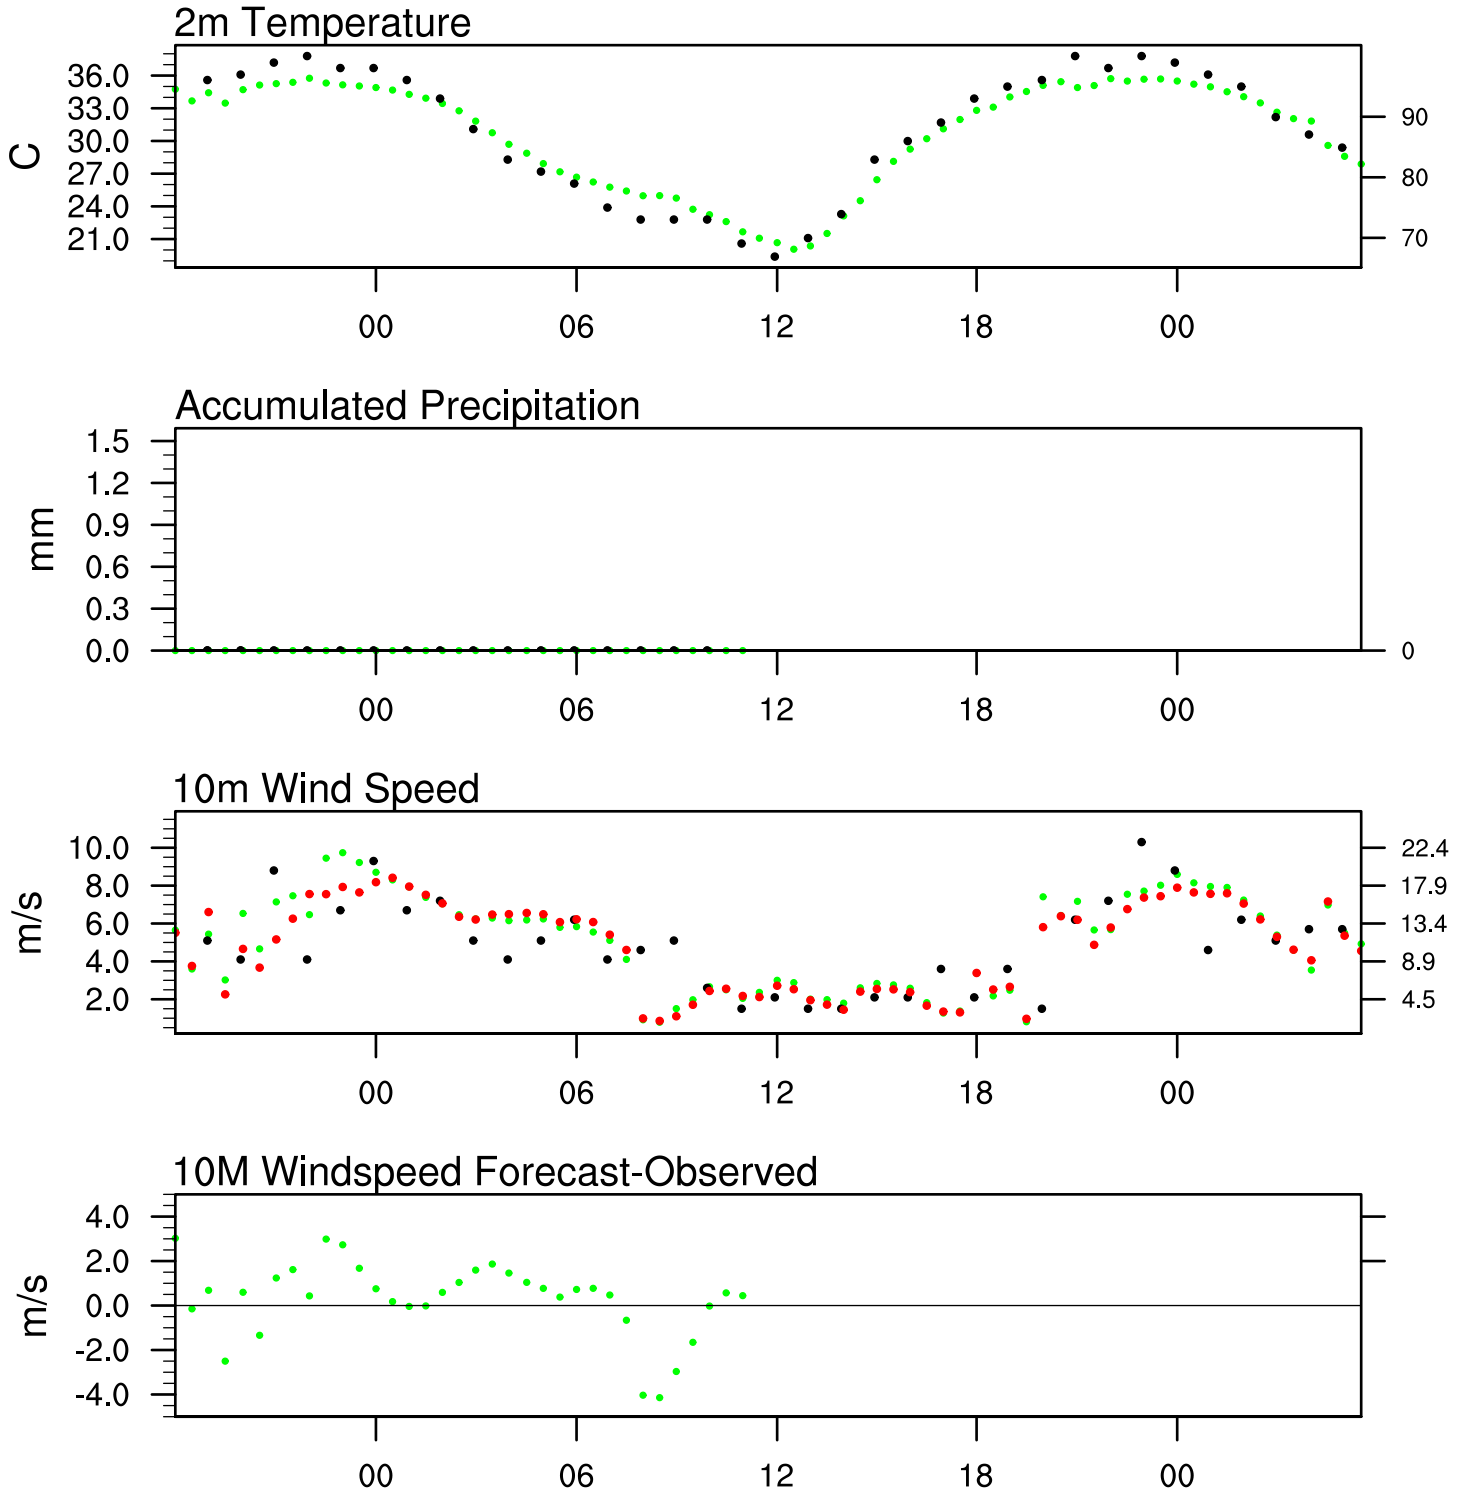 2m Temperature
C
36.0
33.0
30.0
27.0
24.0
21.0
90
80
70
00 06 12 18 00
Accumulated Precipitation
mm
1.5
1.2
0.9
0.6
0.3
0.0
0
00 06 12 18 00
10m Wind Speed
m/s
10.0
8.0
6.0
4.0
2.0
22.4
17.9
13.4
8.9
4.5
00 06 12 18 00
10M Windspeed Forecast-Observed
m/s
4.0
2.0
0.0
-2.0
-4.0
00 06 12 18 00